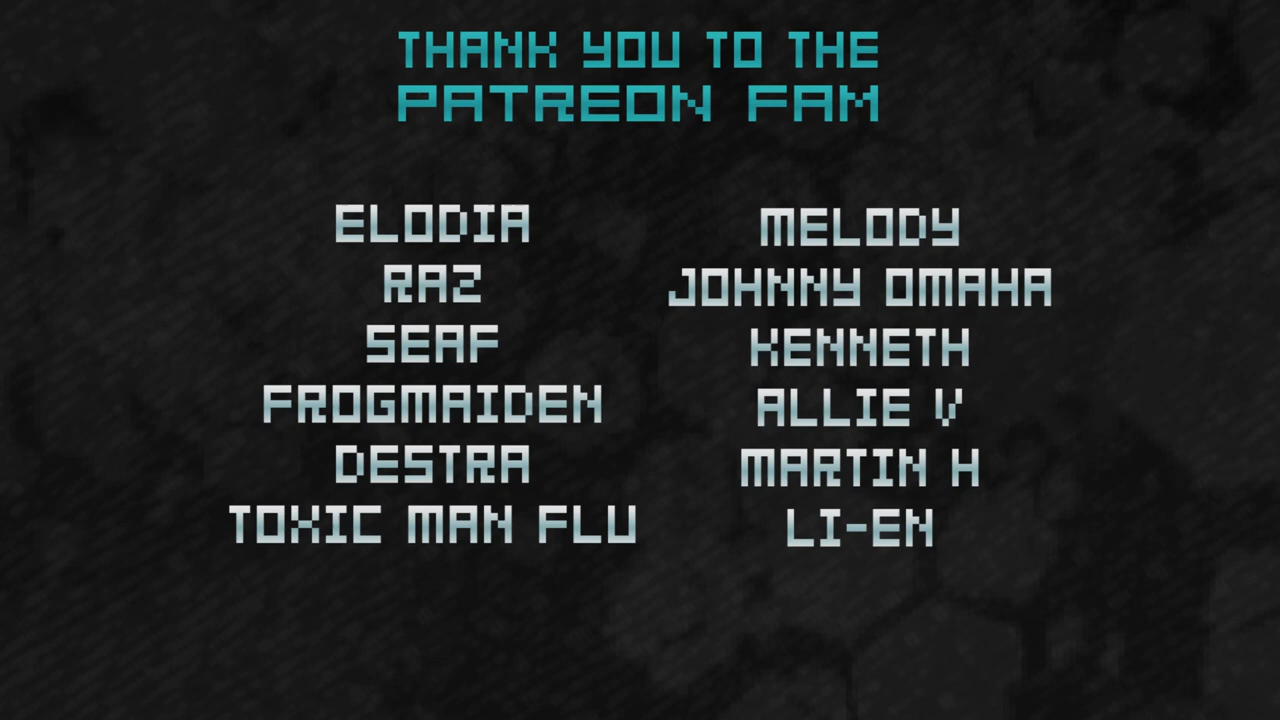 THANK YOU TO THE
PATREON FAM
ELODIA
RAZ
SEAF
FROGMAIDEN
DESTRA
TOXIC MAN FLU
MELODY
JOHNNY OMAHA
KENNETH
ALLIE V
MARTIN H
LI-EN